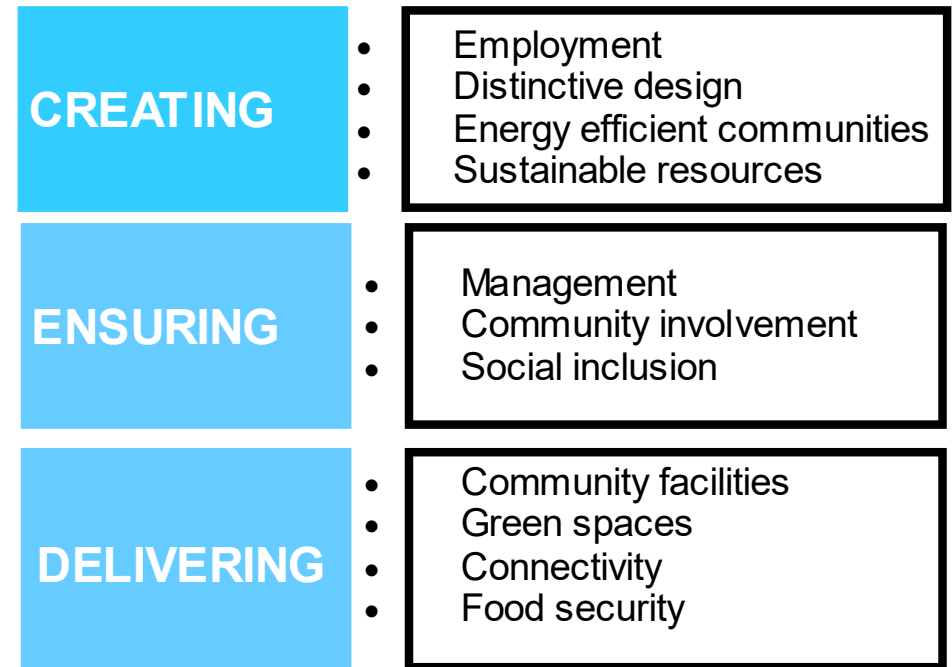 CREATING
• Employment
• Distinctive design
• Energy efficient communities
• Sustainable resources
ENSURING
• Management
• Community involvement
• Social inclusion
DELIVERING
• Community facilities
• Green spaces
• Connectivity
• Food security